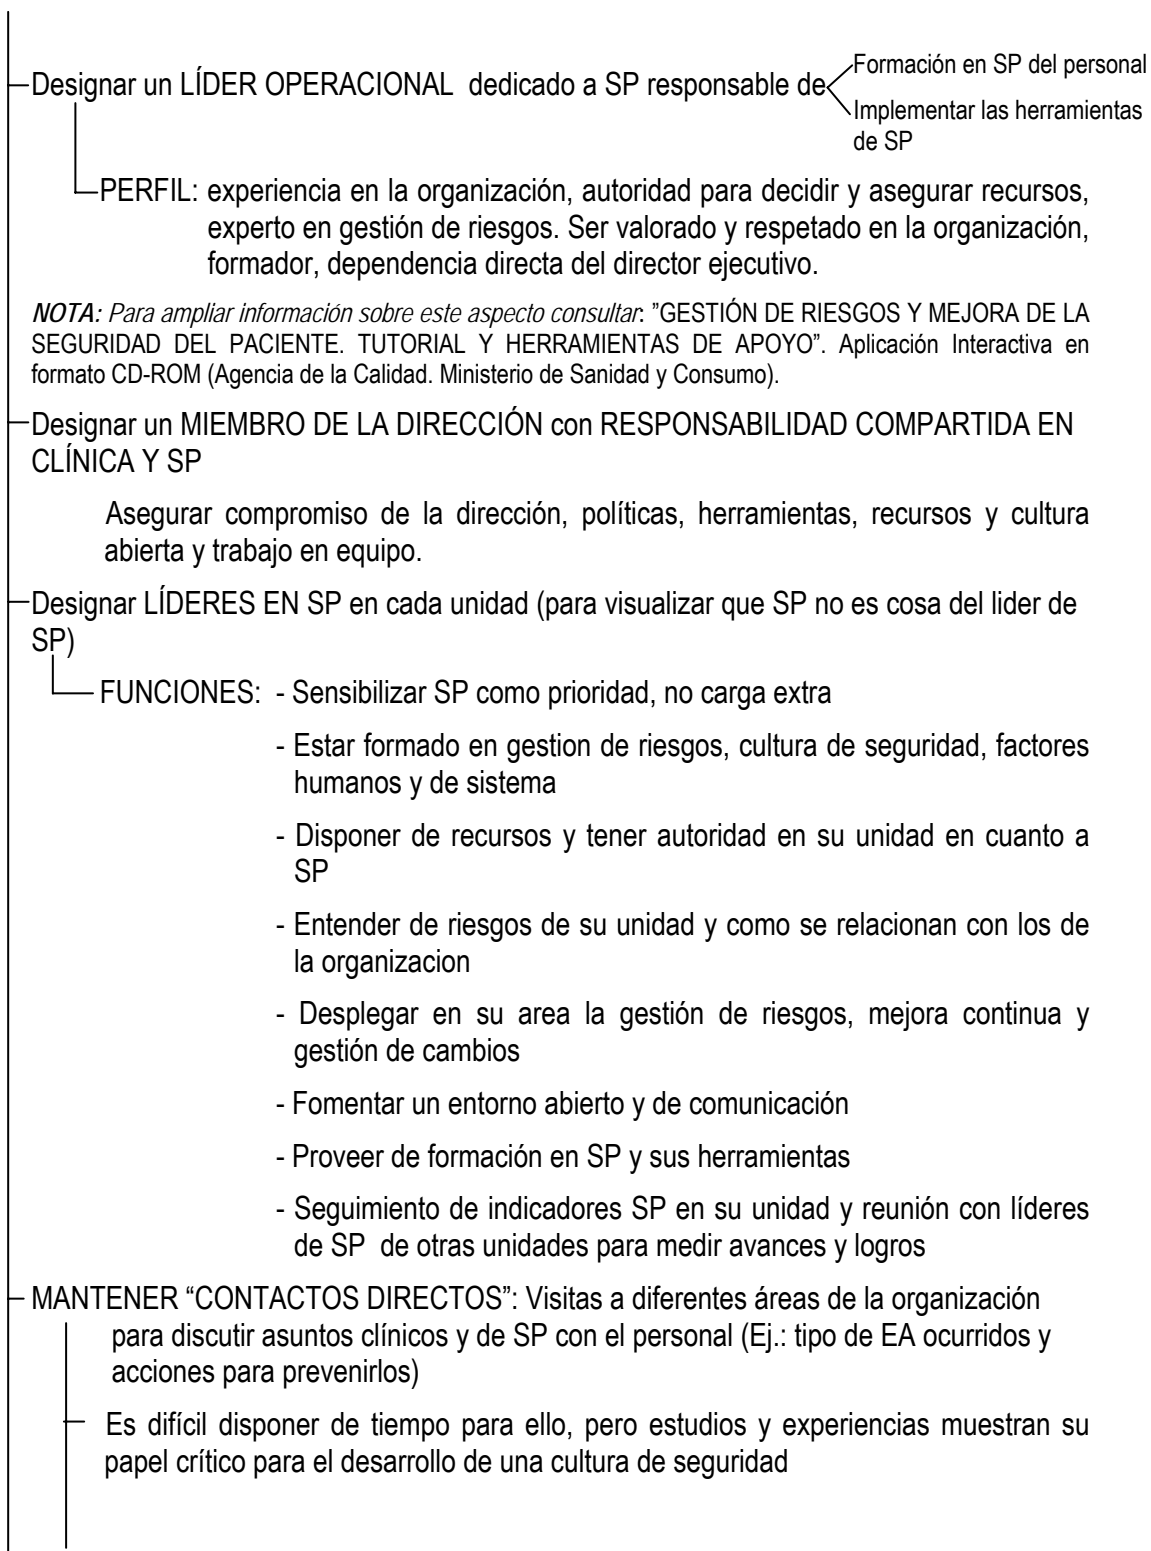 Designar un LÍDER OPERACIONAL dedicado a SP responsable de
Formación en SP del personal
Implementar las herramientas
de SP
PERFIL: experiencia en la organización, autoridad para decidir y asegurar recursos,
experto en gestión de riesgos. Ser valorado y respetado en la organización,
formador, dependencia directa del director ejecutivo.
NOTA: Para ampliar información sobre este aspecto consultar: ”GESTIÓN DE RIESGOS Y MEJORA DE LA
SEGURIDAD DEL PACIENTE. TUTORIAL Y HERRAMIENTAS DE APOYO”. Aplicación Interactiva en
formato CD-ROM (Agencia de la Calidad. Ministerio de Sanidad y Consumo).
Designar un MIEMBRO DE LA DIRECCIÓN con RESPONSABILIDAD COMPARTIDA EN
CLÍNICA Y SP
Asegurar compromiso de la dirección, políticas, herramientas, recursos y cultura
abierta y trabajo en equipo.
Designar LÍDERES EN SP en cada unidad (para visualizar que SP no es cosa del lider de
SP)
FUNCIONES: - Sensibilizar SP como prioridad, no carga extra
- Estar formado en gestion de riesgos, cultura de seguridad, factores
humanos y de sistema
- Disponer de recursos y tener autoridad en su unidad en cuanto a
SP
- Entender de riesgos de su unidad y como se relacionan con los de
la organizacion
- Desplegar en su area la gestión de riesgos, mejora continua y
gestión de cambios
- Fomentar un entorno abierto y de comunicación
- Proveer de formación en SP y sus herramientas
- Seguimiento de indicadores SP en su unidad y reunión con líderes
de SP de otras unidades para medir avances y logros
MANTENER “CONTACTOS DIRECTOS”: Visitas a diferentes áreas de la organización
para discutir asuntos clínicos y de SP con el personal (Ej.: tipo de EA ocurridos y
acciones para prevenirlos)
Es difícil disponer de tiempo para ello, pero estudios y experiencias muestran su
papel crítico para el desarrollo de una cultura de seguridad